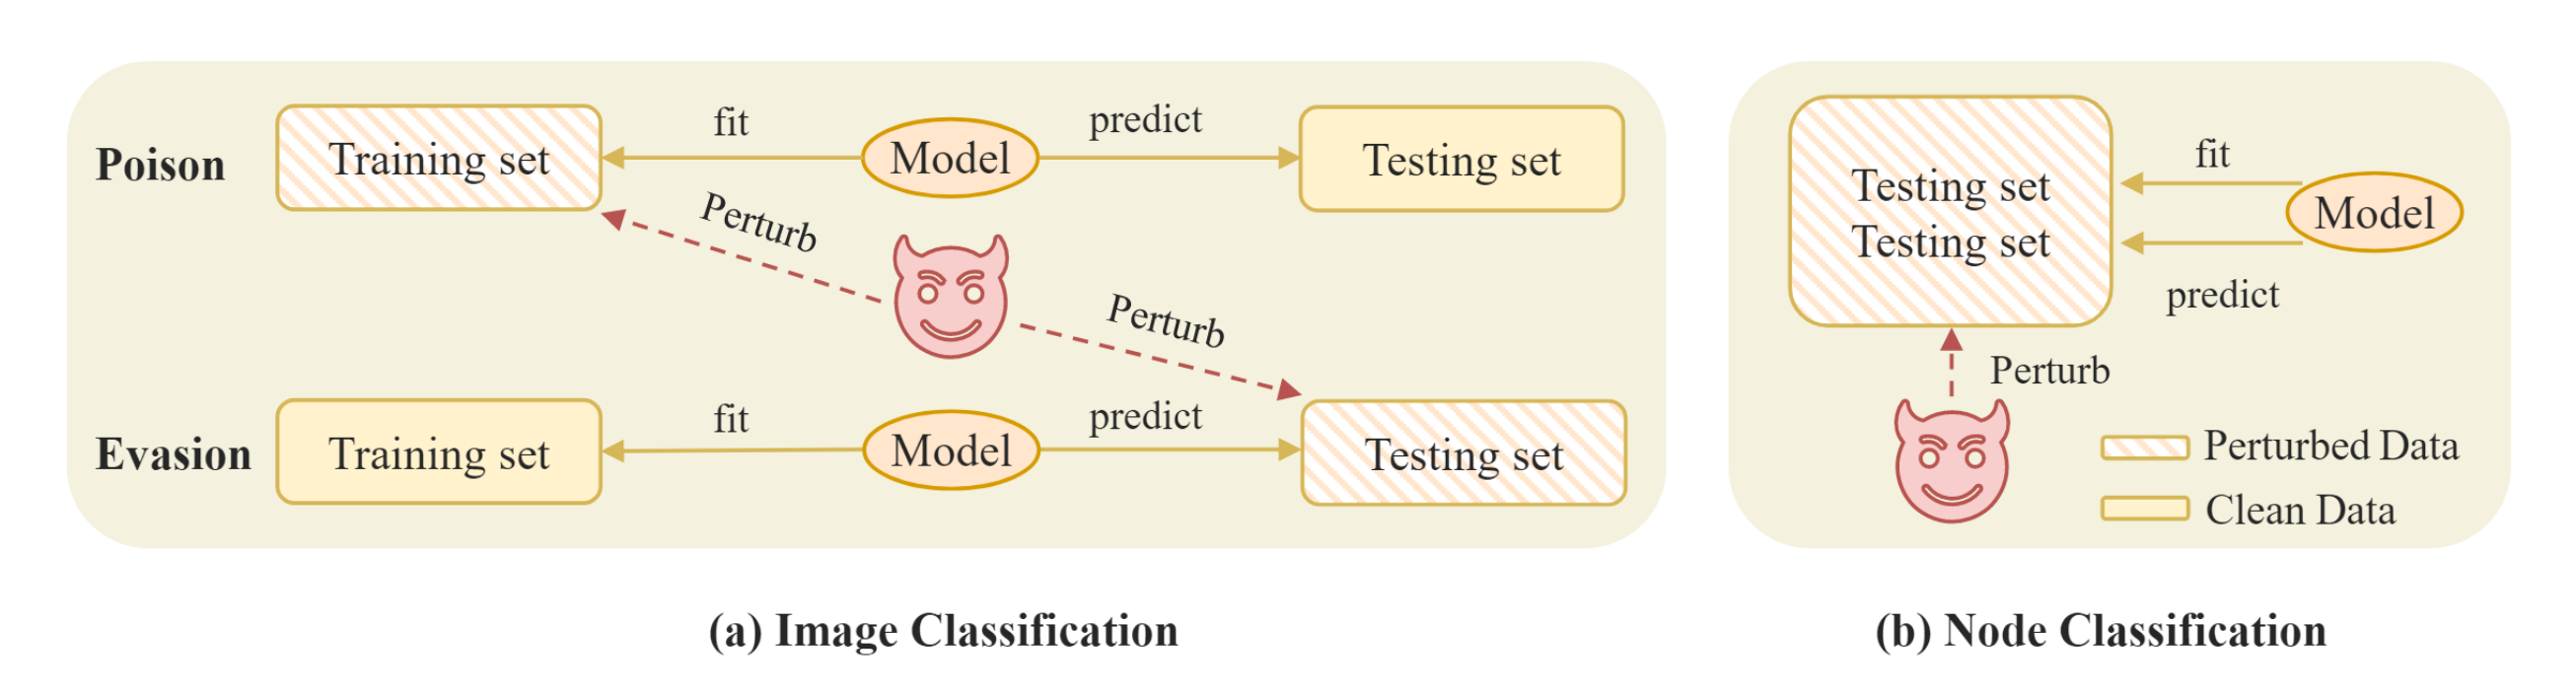 Poison
Training set
fit
Model
predict
Testing set
Perturb
Perturb
Evasion
Training set
fit
Model
predict
Testing set
(a) Image Classification
Testing set
Testing set
fit
Model
predict
Perturb
Perturbed Data
Clean Data
(b) Node Classification